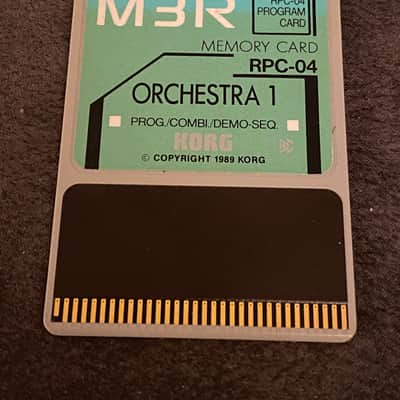 M3R
RPC-04
PROGRAM
CARD
MEMORY CARD
RPC-04
ORCHESTRA 1
PROG./COMBI./DEMO-SEQ.
KORG
© COPYRIGHT 1989 KORG